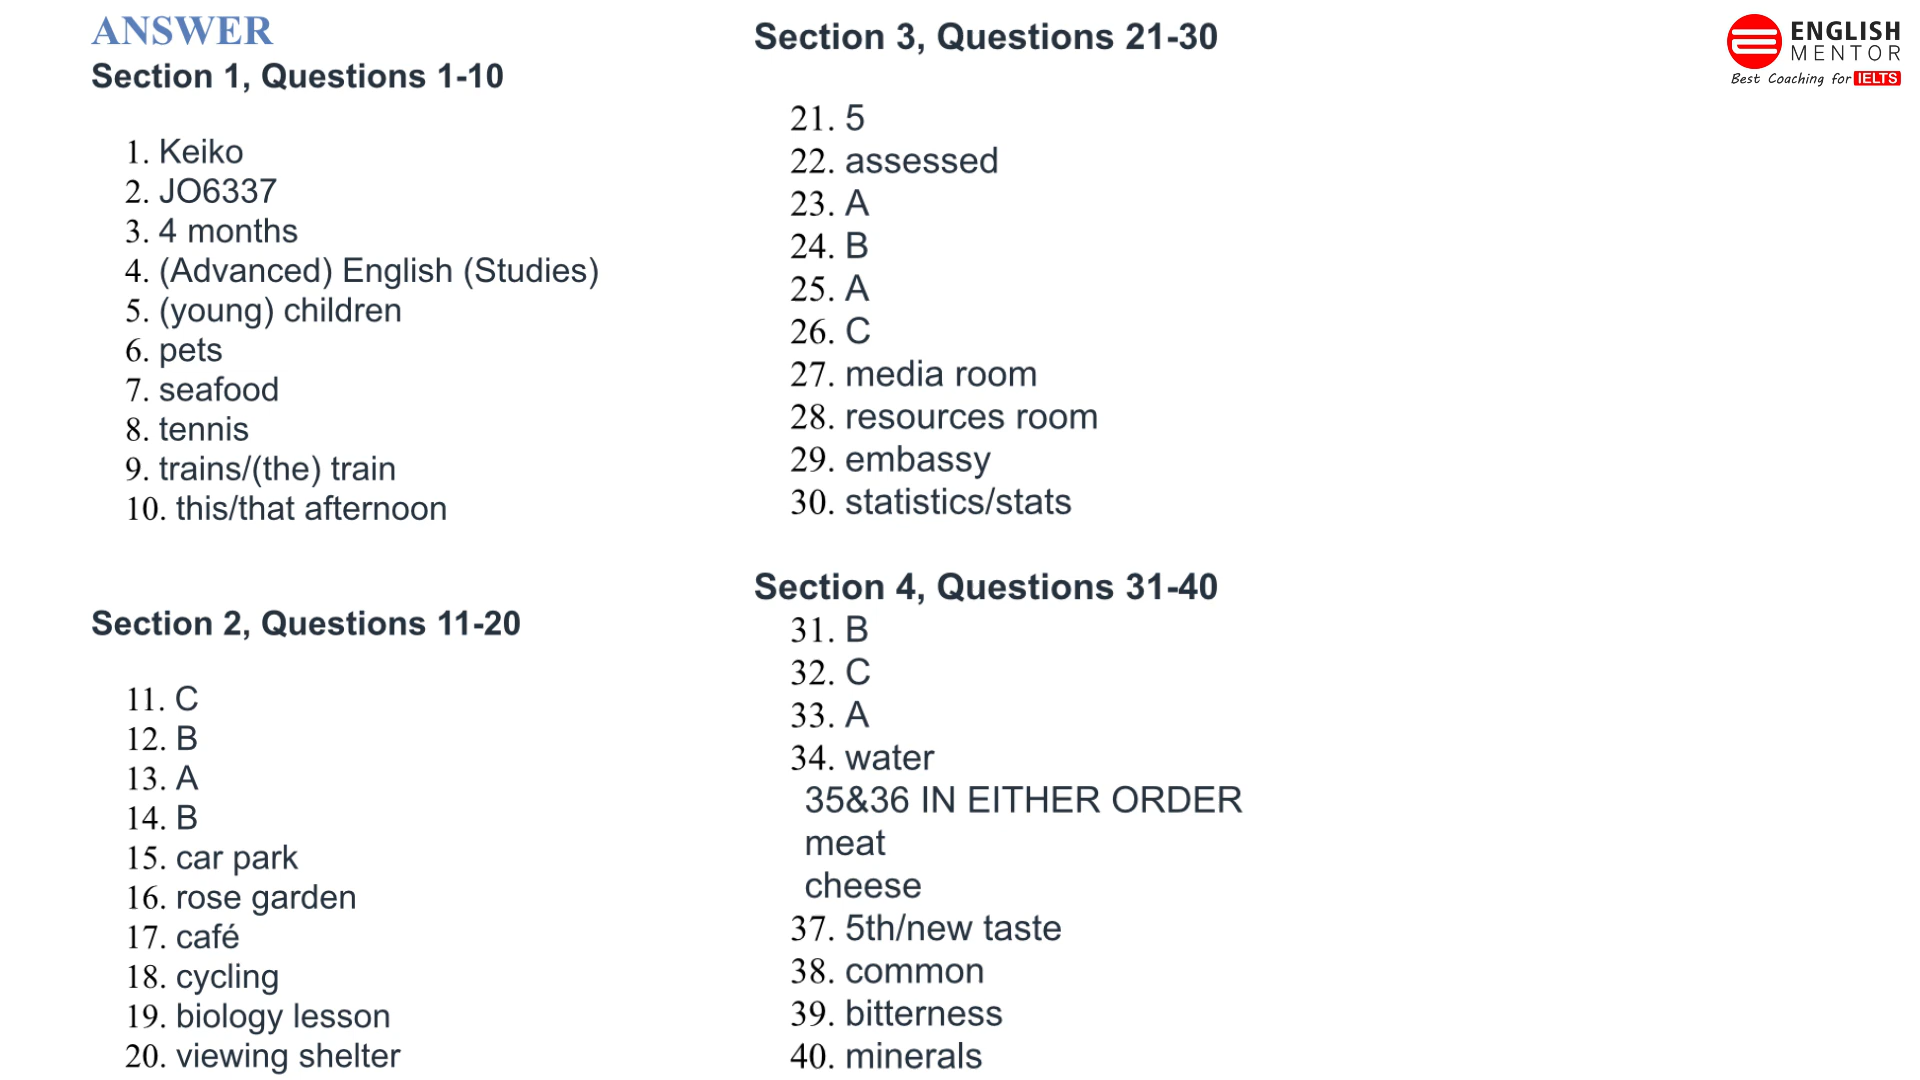 ANSWER
Section 1, Questions 1-10
1. Keiko
2. JO6337
3. 4 months
4. (Advanced) English (Studies)
5. (young) children
6. pets
7. seafood
8. tennis
9. trains/(the) train
10. this/that afternoon
Section 2, Questions 11-20
11. C
12. B
13. A
14. B
15. car park
16. rose garden
17. café
18. cycling
19. biology lesson
20. viewing shelter
Section 3, Questions 21-30
21. 5
22. assessed
23. A
24. B
25. A
26. C
27. media room
28. resources room
29. embassy
30. statistics/stats
Section 4, Questions 31-40
31. B
32. C
33. A
34. water
35&36 IN EITHER ORDER
meat
cheese
37. 5th/new taste
38. common
39. bitterness
40. minerals
ENGLISH
MENTOR
Best Coaching for IELTS